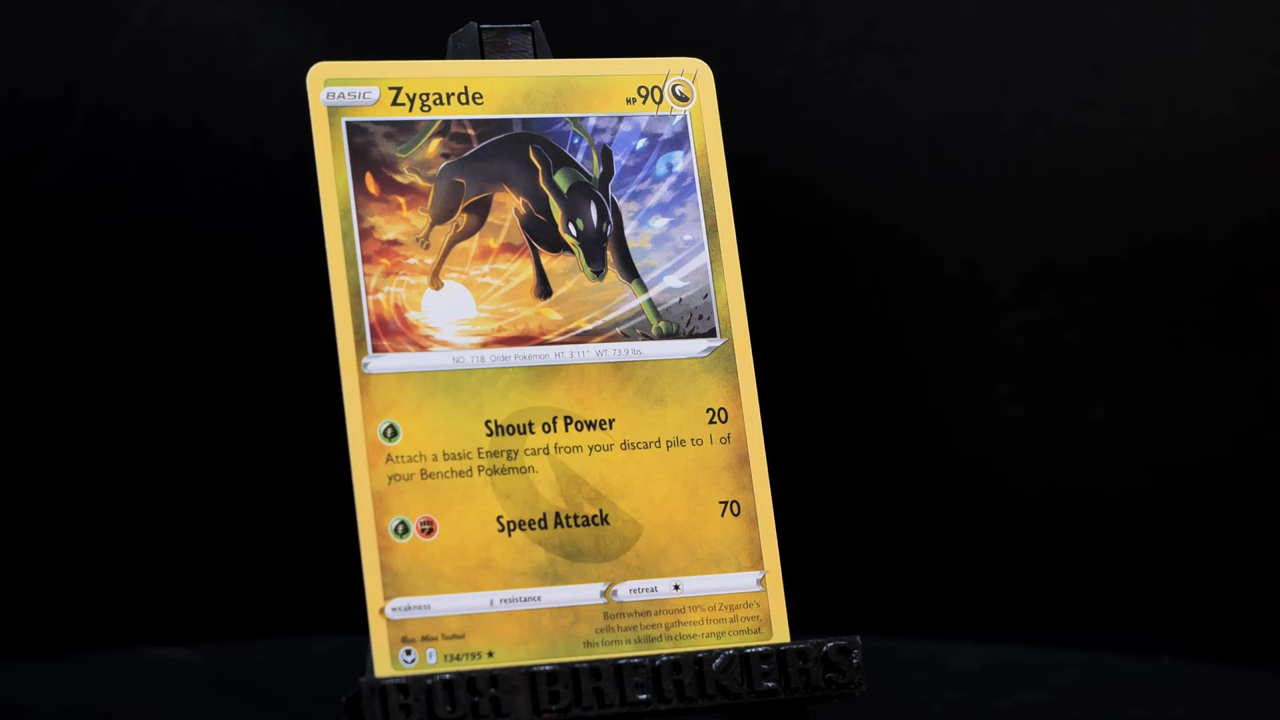 BASIC Zygarde HP 90
NO. 718 Order Pokémon HT. 3'11" WT. 73.9 lbs.
Shout of Power 20
Attach a basic Energy card from your discard pile to 1 of
your Benched Pokémon.
Speed Attack 70
weakness resistance retreat
Born when around 10% of Zygarde's
cells have been gathered from all over,
this form is skilled in close-range combat.
Illus. Mina Tsutsui
F 134/195 ★
BOX BREAKERS